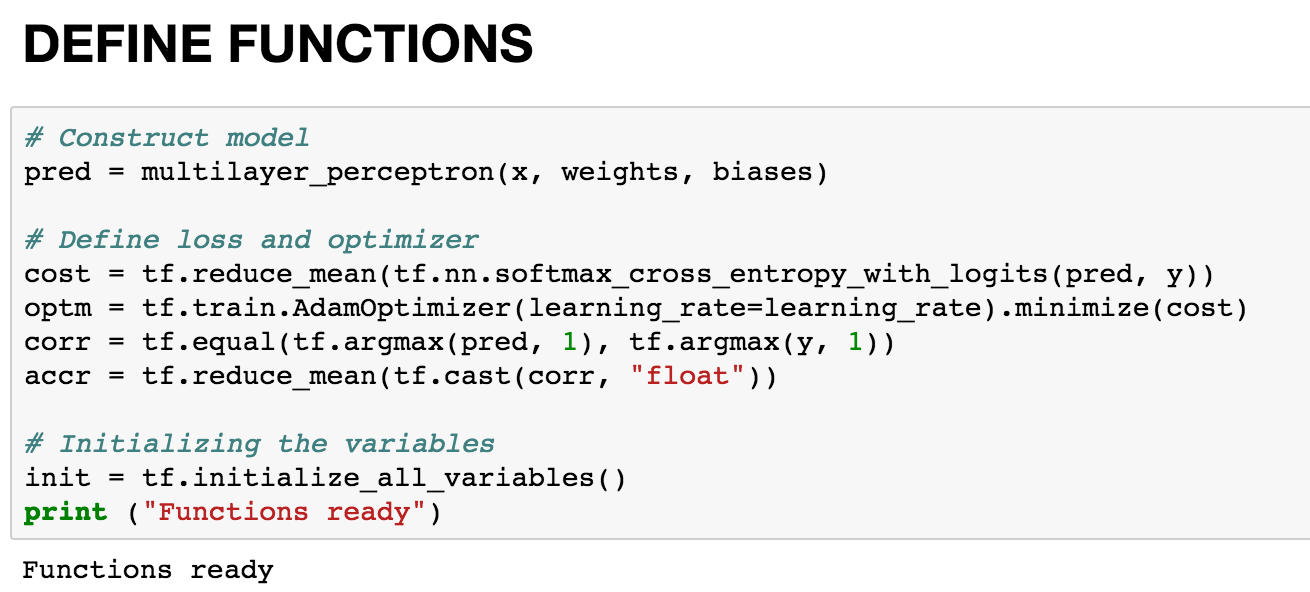 DEFINE FUNCTIONS
# Construct model
pred = multilayer_perceptron(x, weights, biases)
# Define loss and optimizer
cost = tf.reduce_mean(tf.nn.softmax_cross_entropy_with_logits(pred, y))
optm = tf.train.AdamOptimizer(learning_rate=learning_rate).minimize(cost)
corr = tf.equal(tf.argmax(pred, 1), tf.argmax(y, 1))
accr = tf.reduce_mean(tf.cast(corr, "float"))
# Initializing the variables
init = tf.initialize_all_variables()
print ("Functions ready")
Functions ready